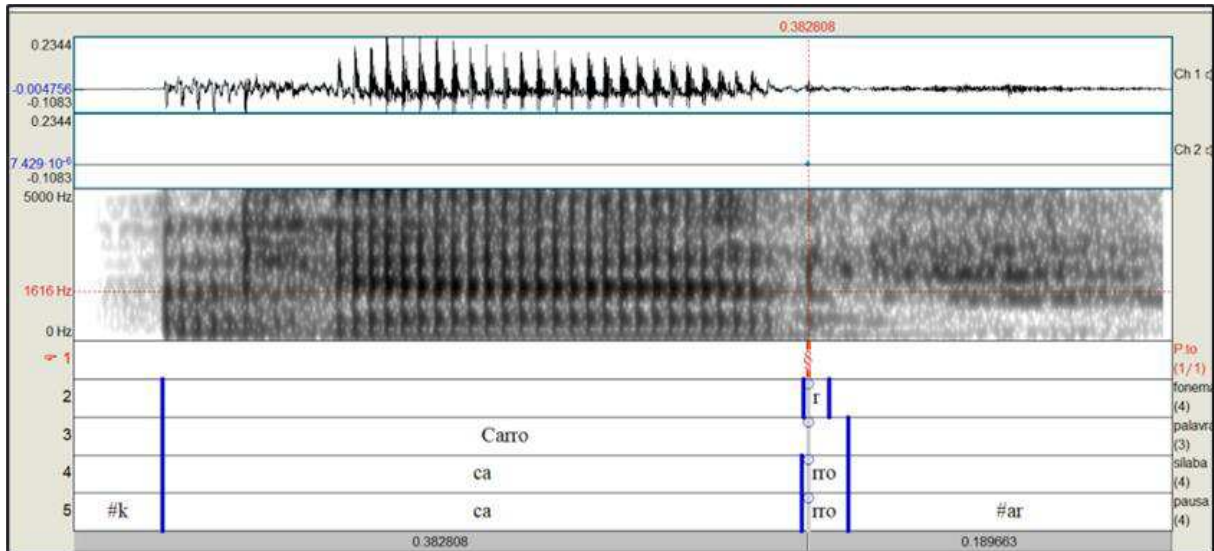 0.382808
0.2344
-0.004756
-0.1083
Ch 1
0.2344
7.429·10⁻⁶
-0.1083
Ch 2
5000 Hz
1616 Hz
0 Hz
1
P.to
(1/1)
2
r
fonema
(4)
3
Carro
palavra
(3)
4
ca
rro
sílaba
(4)
5
#k
ca
rro
#ar
pausa
(4)
0.382808
0.189663